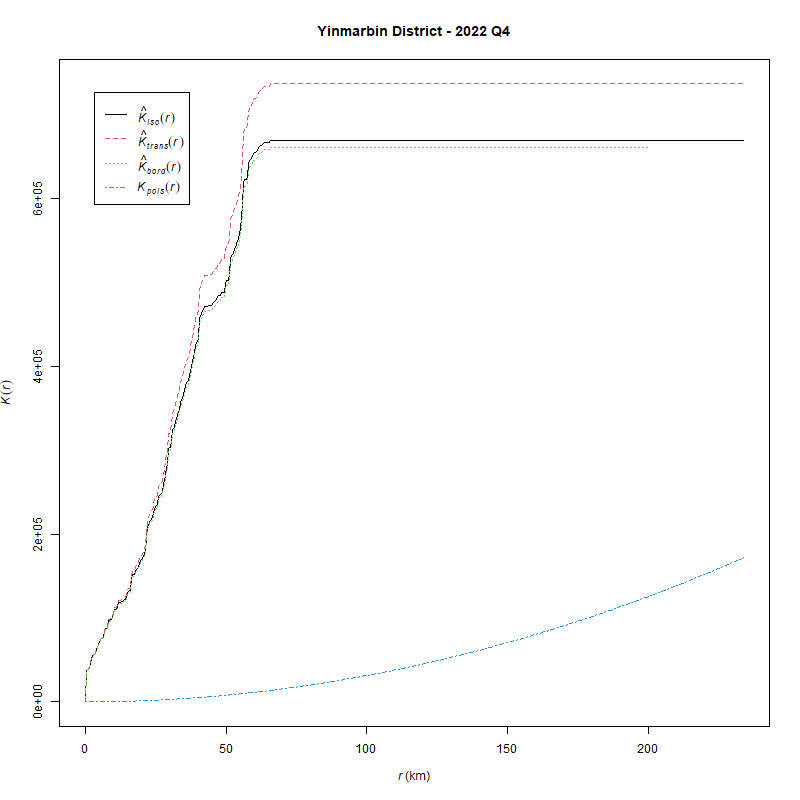 Yinmarbin District - 2022 Q4
K̂iso(r)
K̂trans(r)
K̂bord(r)
Kpois(r)
K(r)
6e+05
4e+05
2e+05
0e+00
0 50 100 150 200
r (km)